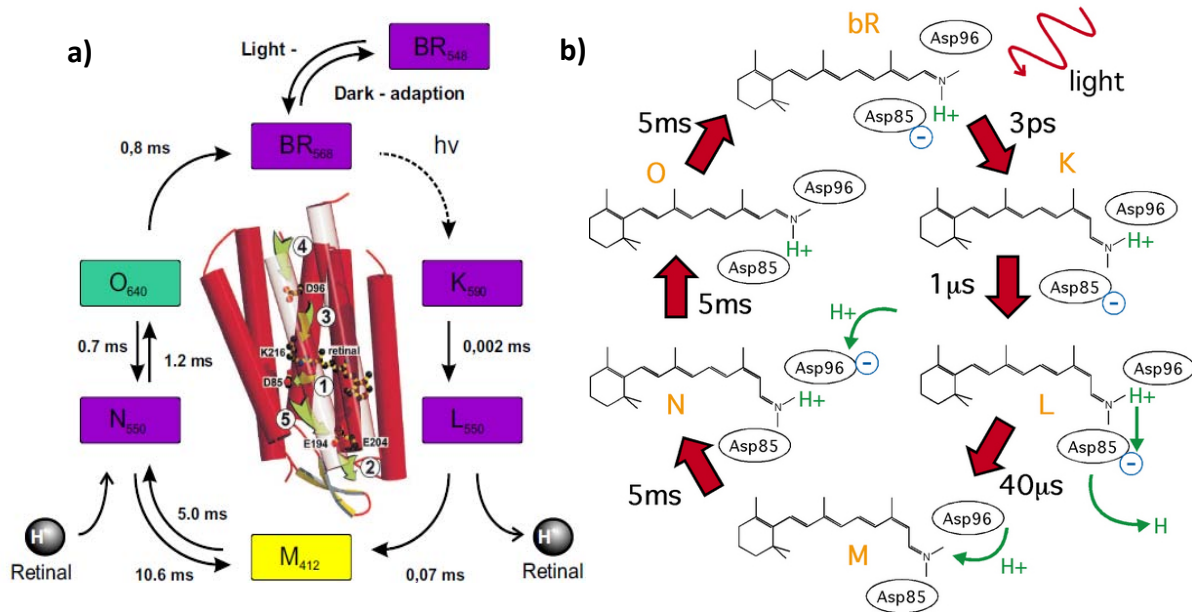 a)
Light -
BR548
Dark - adaption
BR568
0,8 ms
hν
O640
K590
0.7 ms
1.2 ms
0,002 ms
N550
L550
4
D96
3
K216
retinal
D85
1
5
E194
E204
2
H
Retinal
5.0 ms
10.6 ms
M412
0,07 ms
H
Retinal
b)
bR
Asp96
light
N
H+
Asp85
-
5ms
3ps
O
K
Asp96
N
H+
Asp85
Asp96
N
H+
Asp85
-
5ms
1μs
H+
Asp96
-
N
H+
Asp85
N
Asp96
N
H+
Asp85
-
L
5ms
40μs
H
M
Asp96
N
H+
Asp85